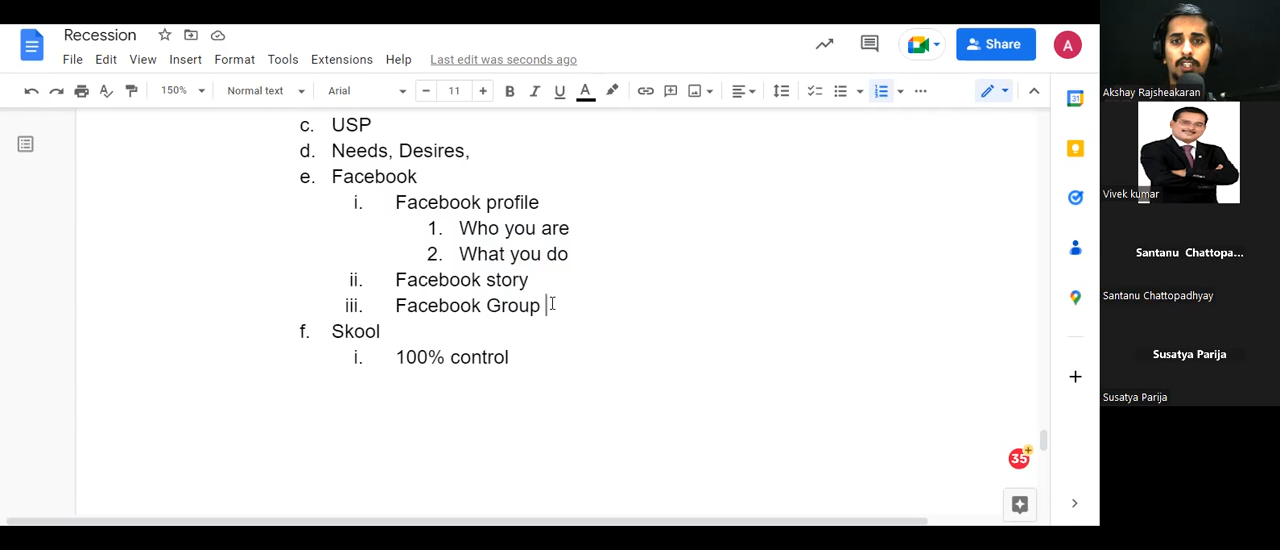 Recession
File Edit View Insert Format Tools Extensions Help Last edit was seconds ago
Share
A
150% Normal text Arial 11 B I U A
c. USP
d. Needs, Desires,
e. Facebook
i. Facebook profile
1. Who you are
2. What you do
ii. Facebook story
iii. Facebook Group
f. Skool
i. 100% control
35
31
Akshay Rajsheakaran
Vivek kumar
Santanu Chattopa...
Santanu Chattopadhyay
Susatya Parija
Susatya Parija